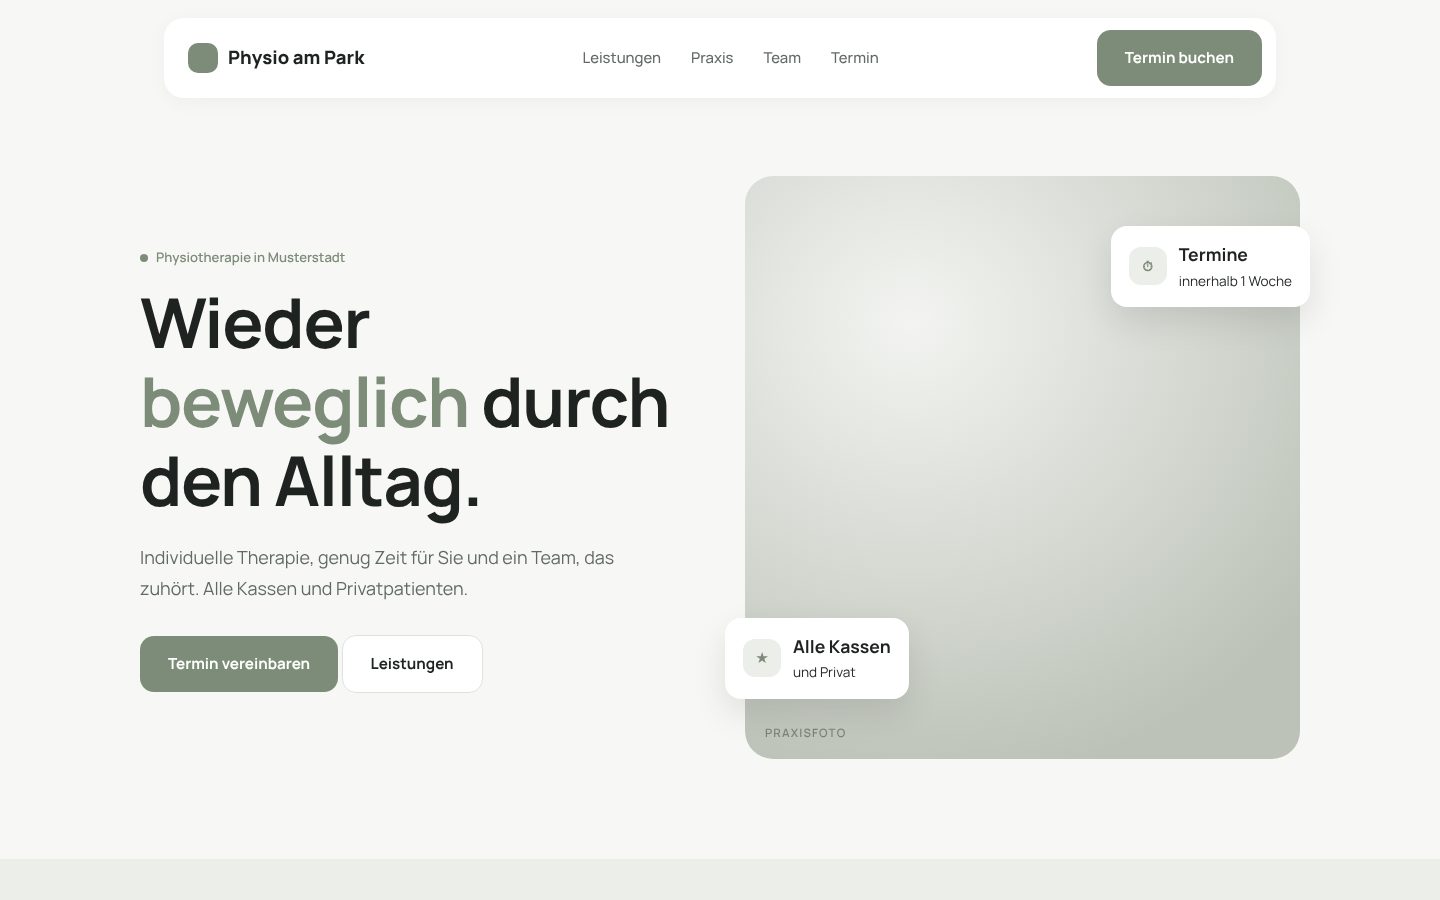 Physio am Park
Leistungen
Praxis
Team
Termin
Termin buchen
Physiotherapie in Musterstadt
Wieder
beweglich durch
den Alltag.
Individuelle Therapie, genug Zeit für Sie und ein Team, das
zuhört. Alle Kassen und Privatpatienten.
Termin vereinbaren
Leistungen
Termine
innerhalb 1 Woche
Alle Kassen
und Privat
PRAXISFOTO